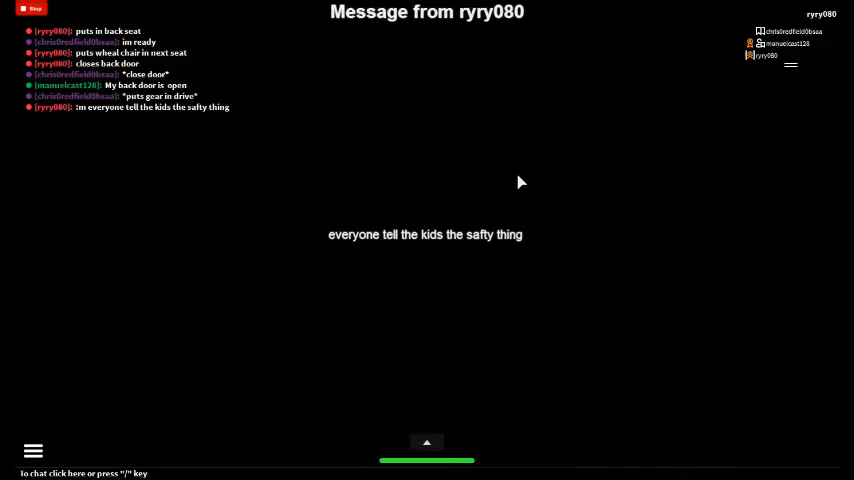 Stop
Message from ryry080
ryry080
[ryry080]: puts in back seat
[chris0redfield0bsaa]: im ready
[ryry080]: puts wheel chair in next seat
[ryry080]: closes back door
[chris0redfield0bsaa]: *close door*
[manuelcast128]: My back door is open
[chris0redfield0bsaa]: *puts gear in drive*
[ryry080]: :m everyone tell the kids the safty thing
chris0redfield0bsaa
manuelcast128
ryry080
everyone tell the kids the safty thing
To chat click here or press "/" key